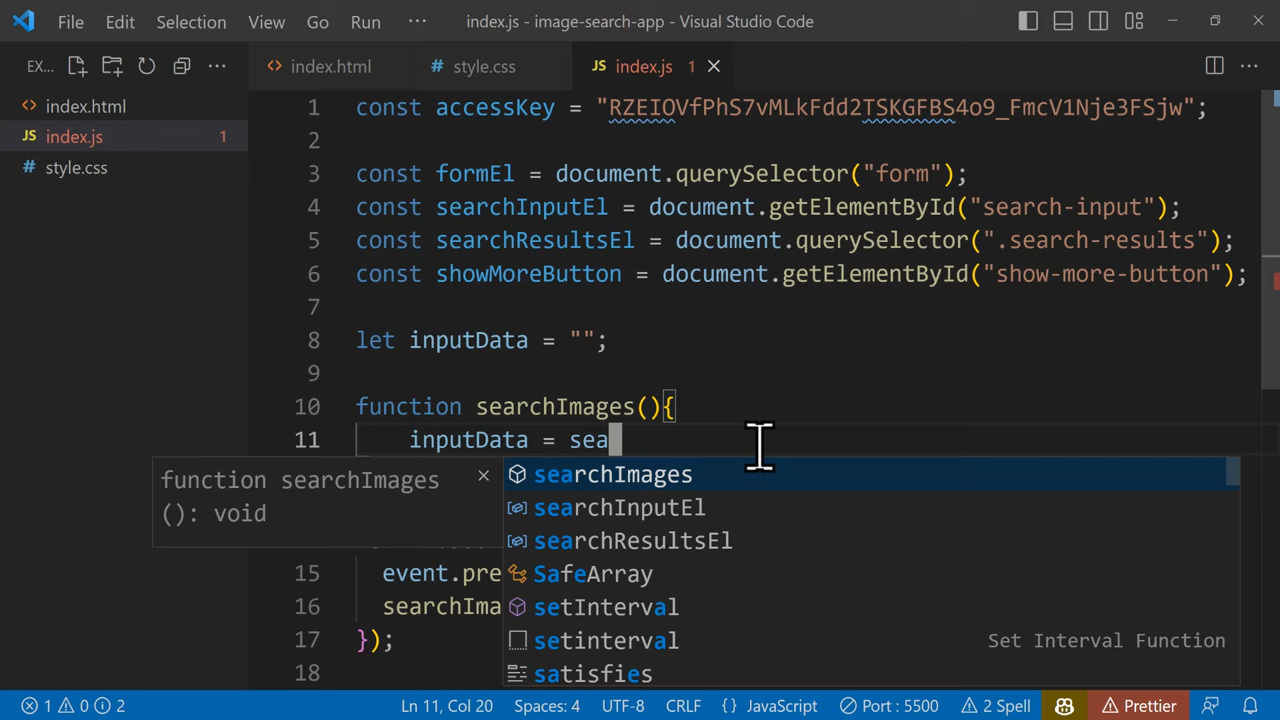 File Edit Selection View Go Run ··· index.js - image-search-app - Visual Studio Code
EX... ··· <> index.html # style.css JS index.js 1 ···
<> index.html
JS index.js 1
# style.css
1 const accessKey = "RZEIOVfPhS7vMLkFdd2TSKGFBS4o9_FmcV1Nje3FSjw";
2
3 const formEl = document.querySelector("form");
4 const searchInputEl = document.getElementById("search-input");
5 const searchResultsEl = document.querySelector(".search-results");
6 const showMoreButton = document.getElementById("show-more-button");
7
8 let inputData = "";
9
10 function searchImages(){
11 inputData = sea
function searchImages
(): void
searchImages
searchInputEl
searchResultsEl
SafeArray
setInterval
setinterval Set Interval Function
satisfies
15 event.pre
16 searchIma
17 });
18
1 0 2 Ln 11, Col 20 Spaces: 4 UTF-8 CRLF {} JavaScript Port : 5500 2 Spell Prettier